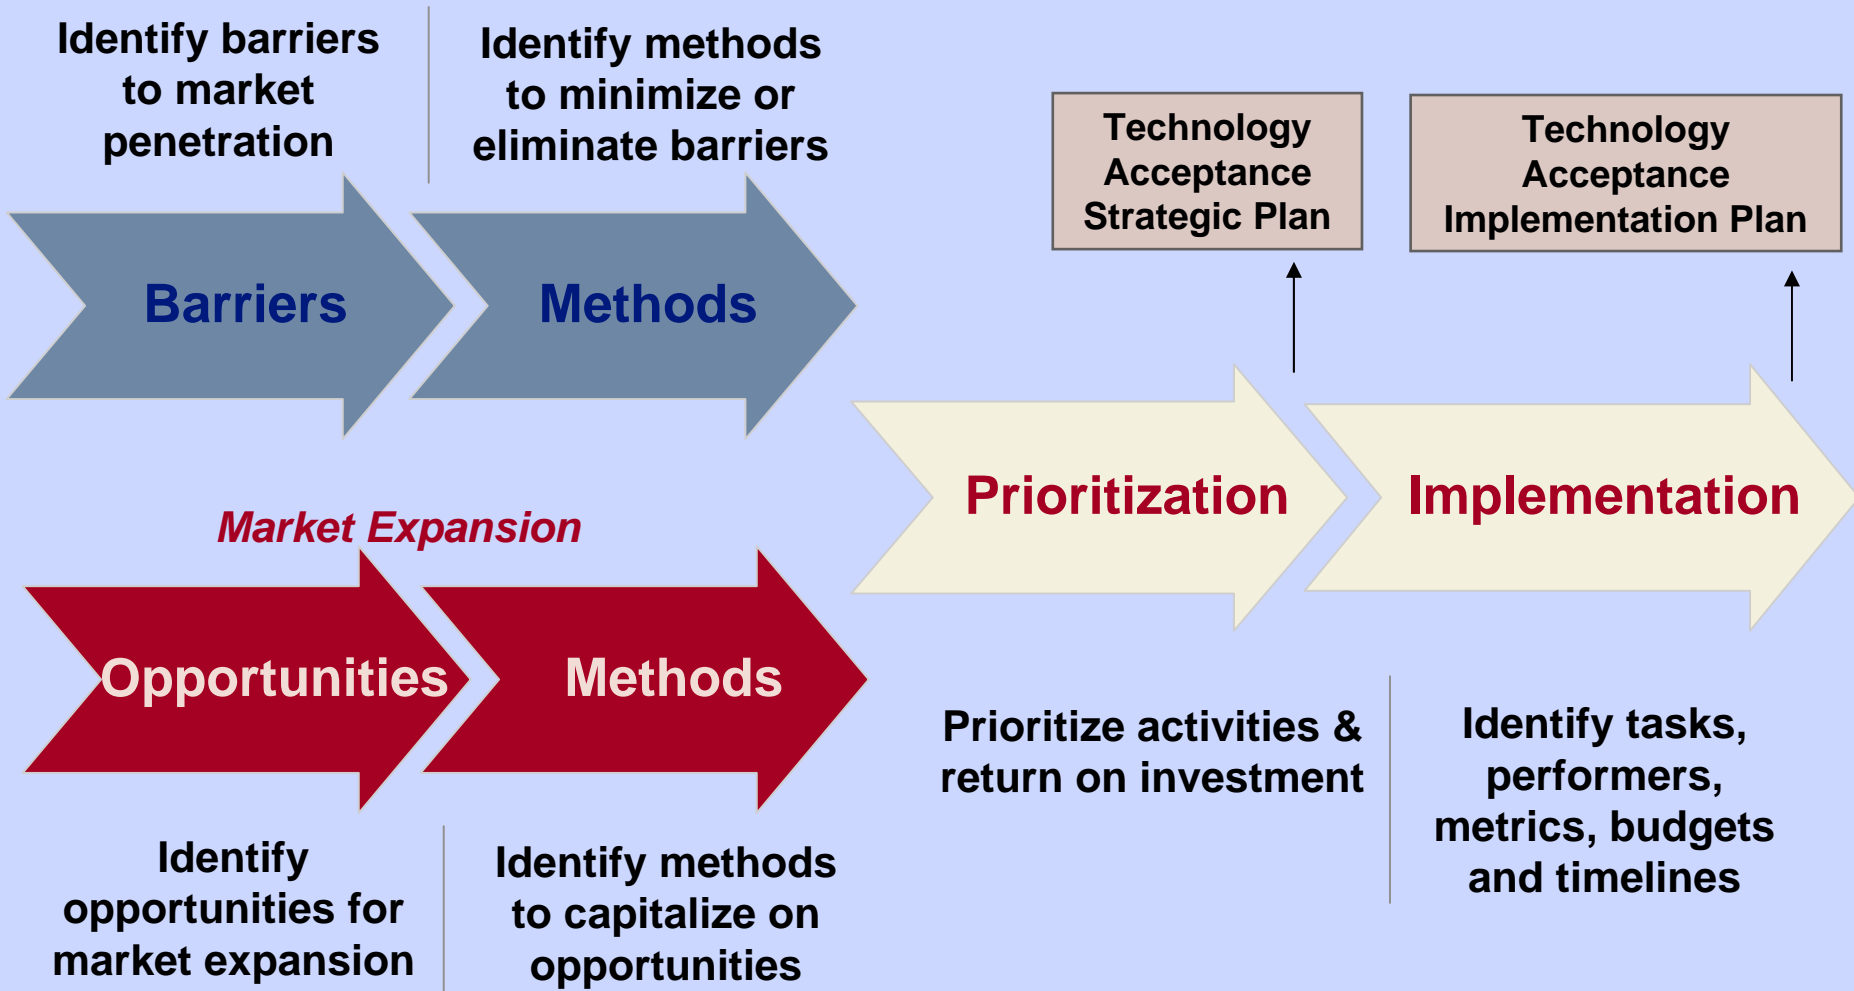 Identify barriers
to market
penetration
Identify methods
to minimize or
eliminate barriers
Technology
Acceptance
Strategic Plan
Technology
Acceptance
Implementation Plan
Barriers
Methods
Prioritization
Implementation
Market Expansion
Opportunities
Methods
Prioritize activities &
return on investment
Identify tasks,
performers,
metrics, budgets
and timelines
Identify
opportunities for
market expansion
Identify methods
to capitalize on
opportunities